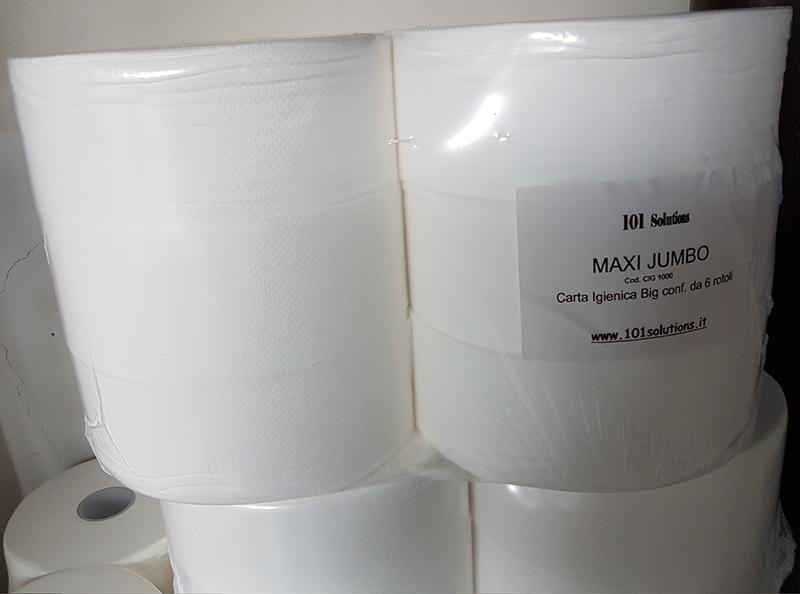 101 Solutions
MAXI JUMBO
Cod. CIG 1000
Carta Igienica Big conf. da 6 rotoli
www.101solutions.it